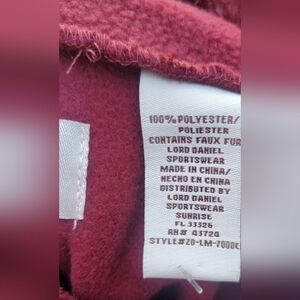 100% POLYESTER/
POLIESTER
CONTAINS FAUX FUR
LORD DANIEL
SPORTSWEAR
MADE IN CHINA/
HECHO EN CHINA
DISTRIBUTED BY
LORD DANIEL
SPORTSWEAR
SUNRISE
FL 33326
RN# 43724
STYLE#20-LM-7000E